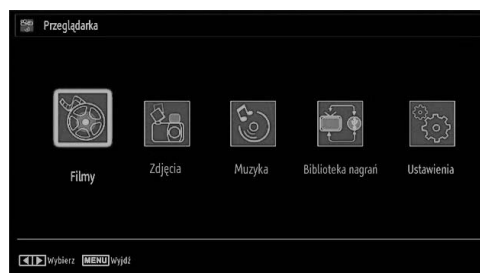 Przeglądarka
Filmy
Zdjęcia
Muzyka
Biblioteka nagrań
Ustawienia
Wybierz MENU Wyjdź